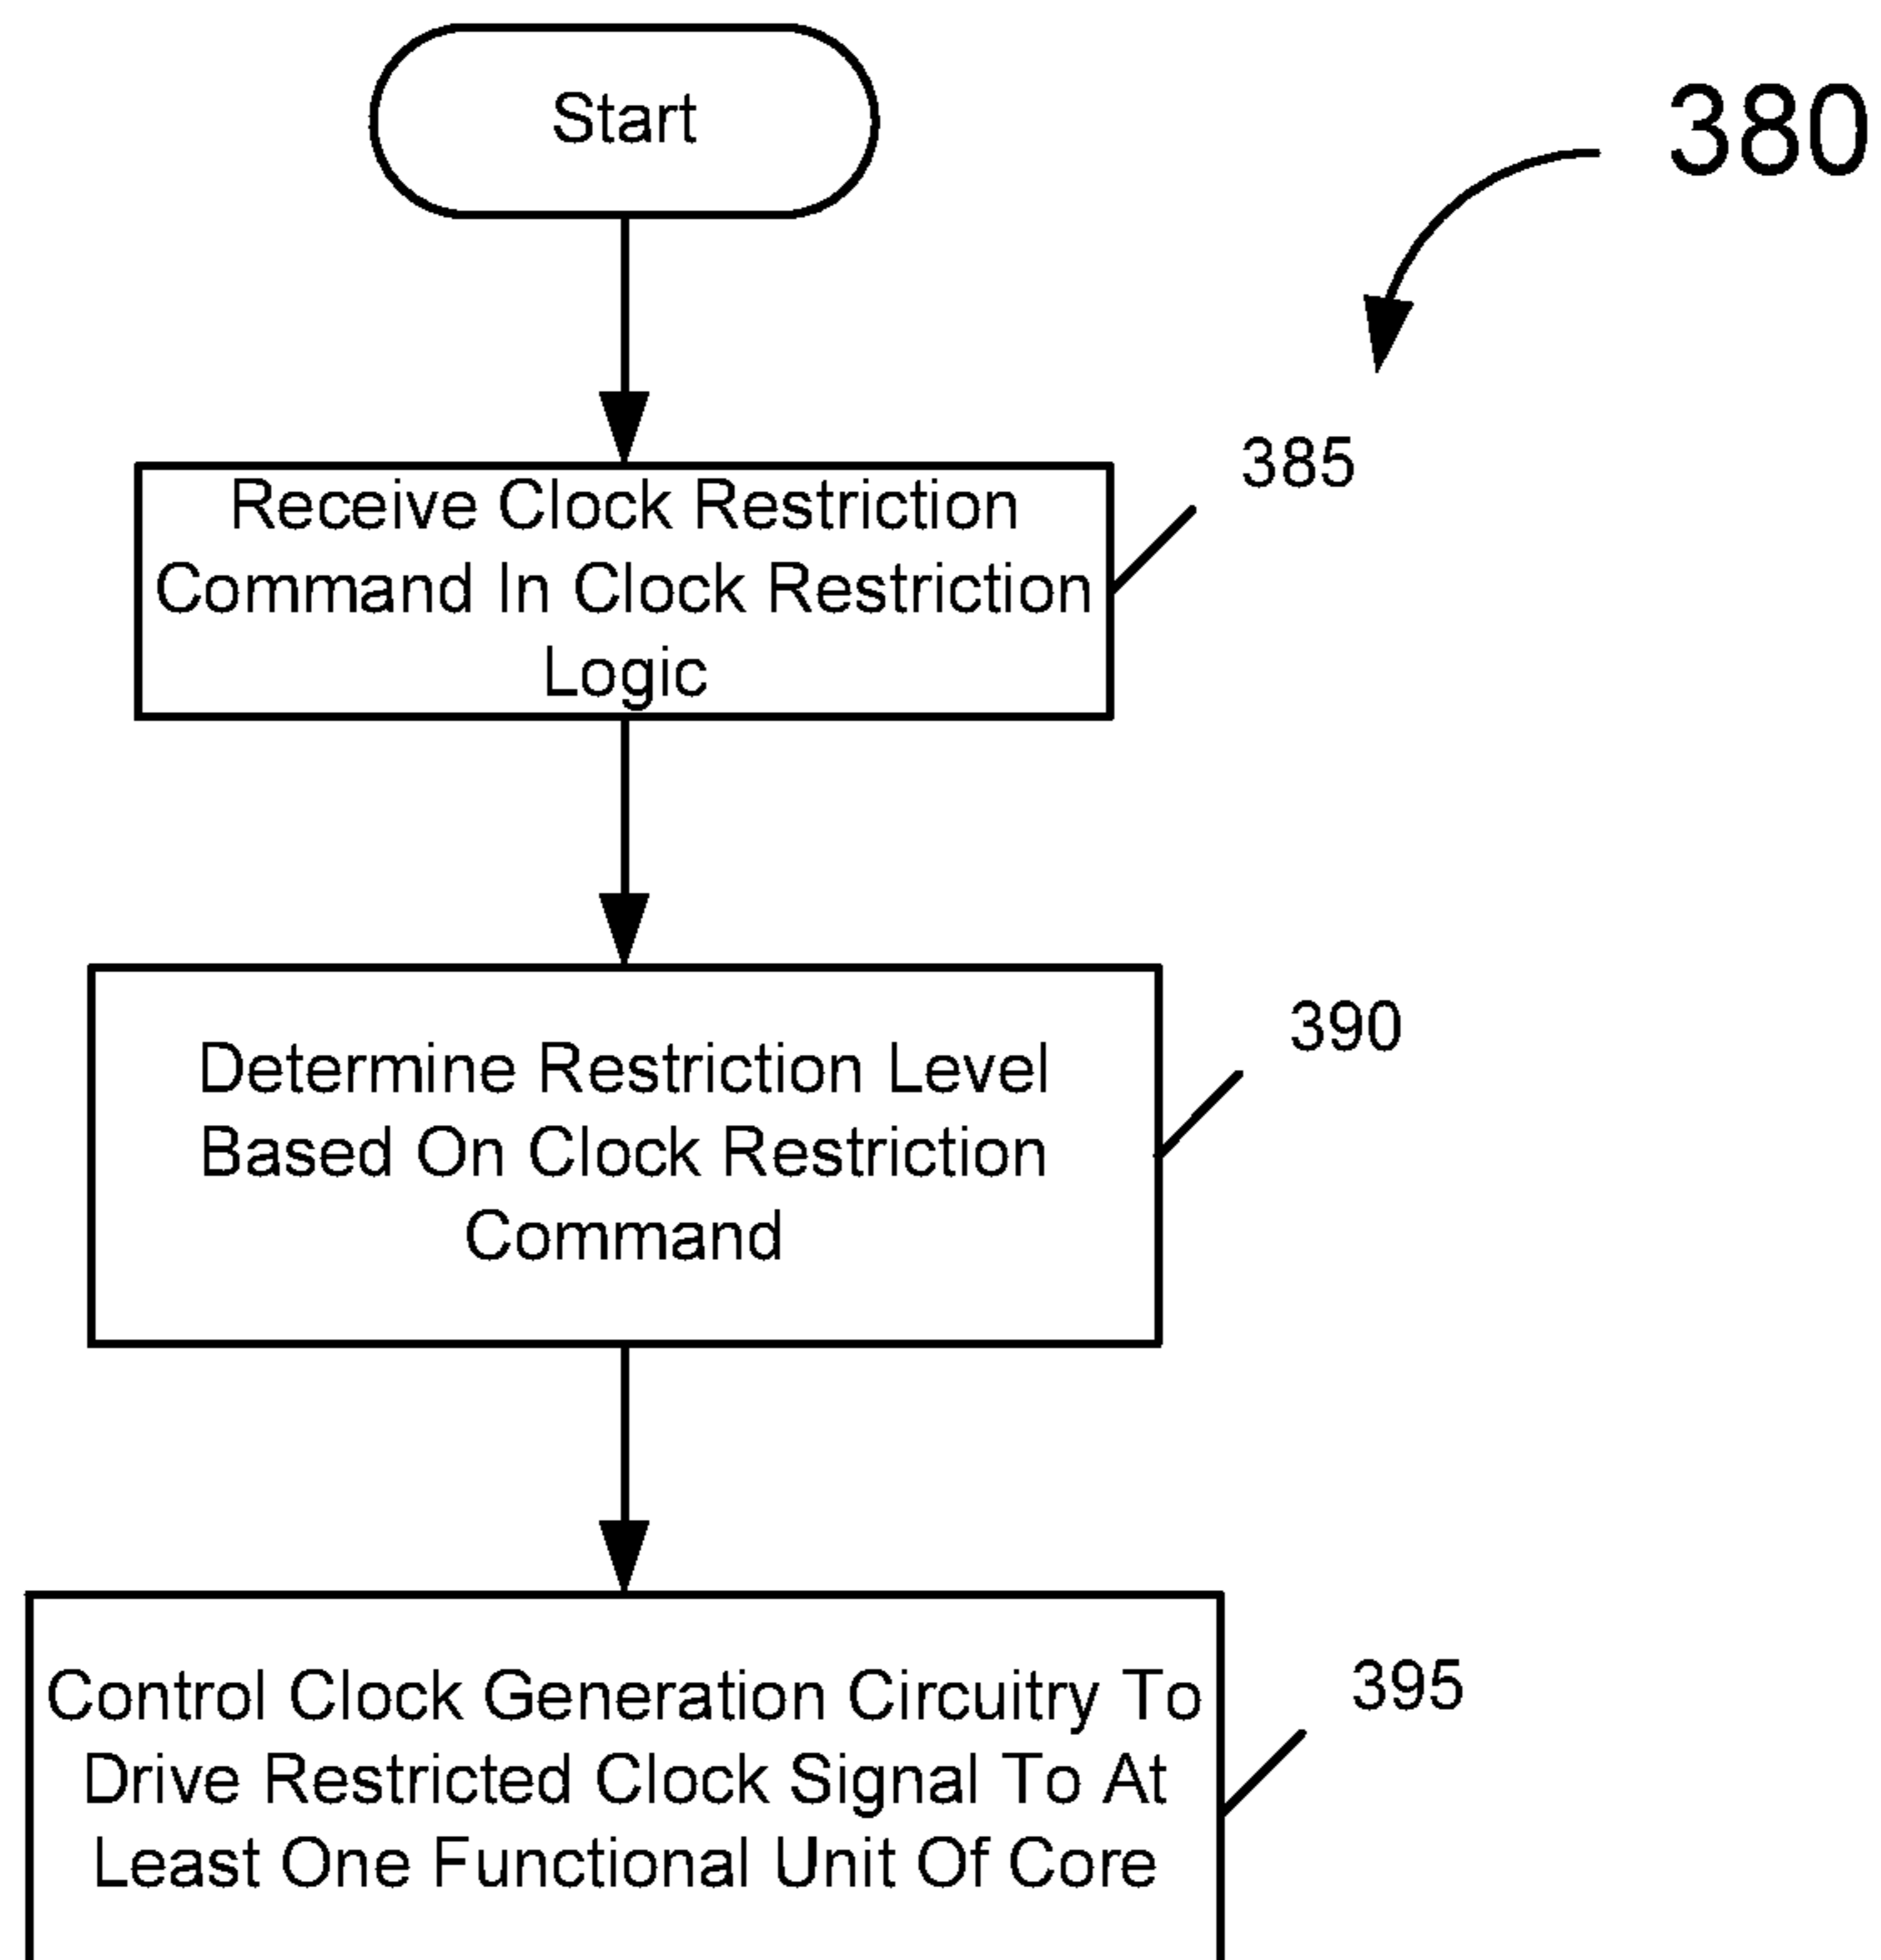 Start
380
385
Receive Clock Restriction
Command In Clock Restriction
Logic
390
Determine Restriction Level
Based On Clock Restriction
Command
395
Control Clock Generation Circuitry To
Drive Restricted Clock Signal To At
Least One Functional Unit Of Core